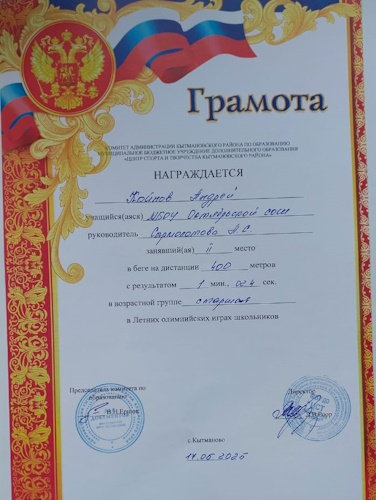 Грамота
КОМИТЕТ АДМИНИСТРАЦИИ КЫТМАНОВСКОГО РАЙОНА ПО ОБРАЗОВАНИЮ
МУНИЦИПАЛЬНОЕ БЮДЖЕТНОЕ УЧРЕЖДЕНИЕ ДОПОЛНИТЕЛЬНОГО ОБРАЗОВАНИЯ
«ЦЕНТР СПОРТА И ТВОРЧЕСТВА КЫТМАНОВСКОГО РАЙОНА»
НАГРАЖДАЕТСЯ
Андрей
учащийся(аяся) МБОУ Октябрьской сош
руководитель А.С.
занявший(ая) II место
в беге на дистанции 400 метров
с результатом 1 мин., 00.4 сек.
в возрастной группе старшая
в Летних олимпийских играх школьников
Председатель комитета по
образованию
Директор
с.Кытманово
14.05.2025